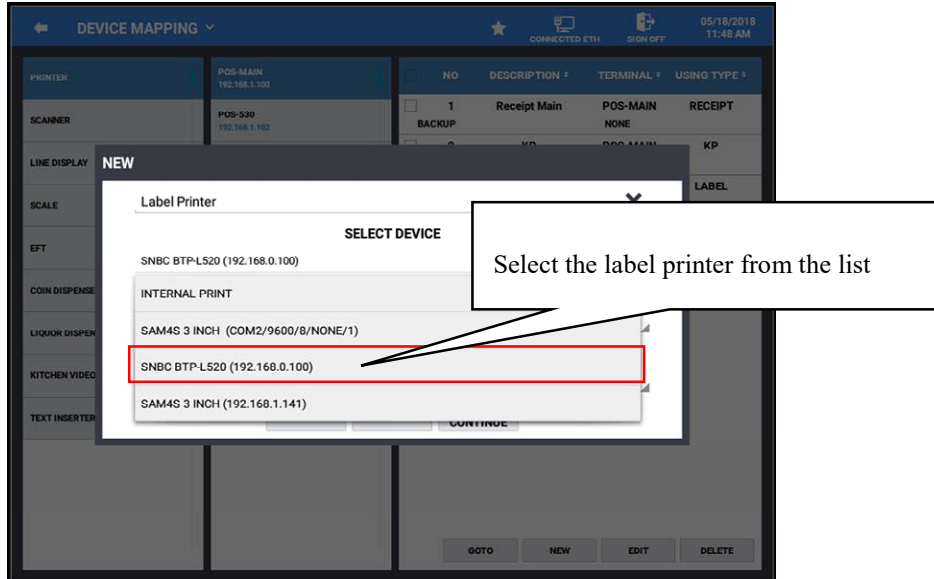 DEVICE MAPPING
CONNECTED ETH
SIGN OFF
05/18/2018
11:48 AM
PRINTER
SCANNER
LINE DISPLAY
SCALE
EFT
COIN DISPENSE
LIQUOR DISPEN
KITCHEN VIDEO
TEXT INSERTER
POS-MAIN
192.168.1.100
POS-530
192.168.1.102
NO DESCRIPTION TERMINAL USING TYPE
1 Receipt Main POS-MAIN RECEIPT
BACKUP NONE
KP
LABEL
NEW
Label Printer
SELECT DEVICE
SNBC BTP-L520 (192.168.0.100)
INTERNAL PRINT
SAM4S 3 INCH (COM2/9600/8/NONE/1)
SNBC BTP-L520 (192.168.0.100)
SAM4S 3 INCH (192.168.1.141)
CONTINUE
Select the label printer from the list
GOTO NEW EDIT DELETE